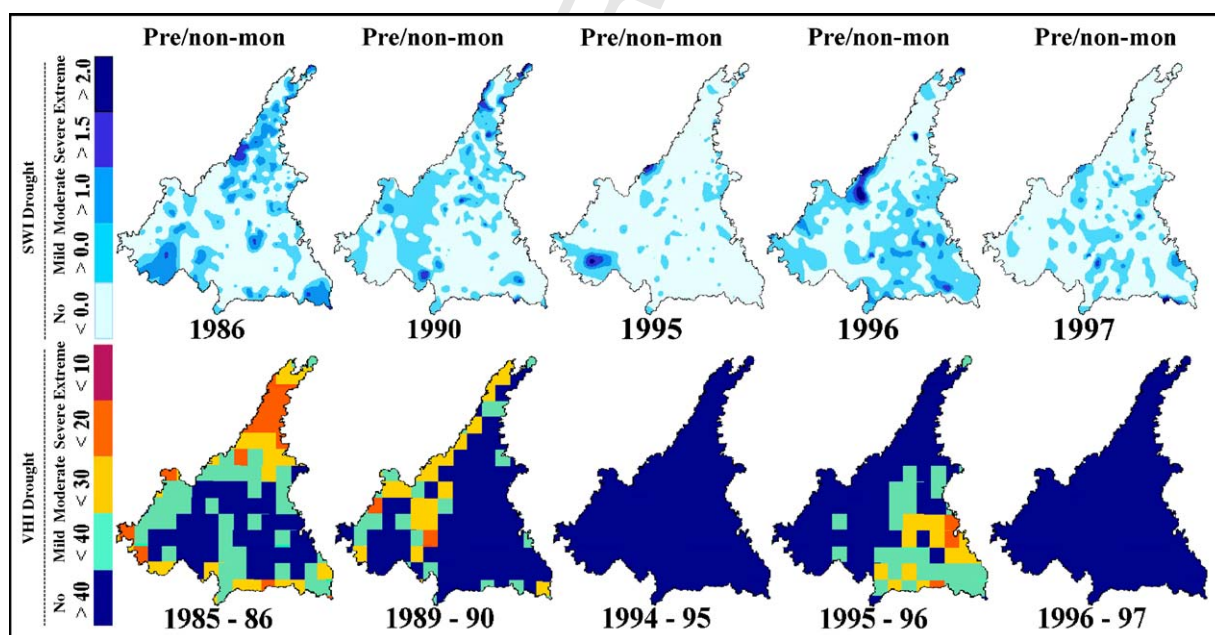 Pre/non-mon Pre/non-mon Pre/non-mon Pre/non-mon Pre/non-mon
SWI Drought
No Mild Moderate Severe Extreme
< 0.0 > 0.0 > 1.0 > 1.5 > 2.0
1986 1990 1995 1996 1997
VHI Drought
No Mild Moderate Severe Extreme
> 40 < 40 < 30 < 20 < 10
1985 - 86 1989 - 90 1994 - 95 1995 - 96 1996 - 97